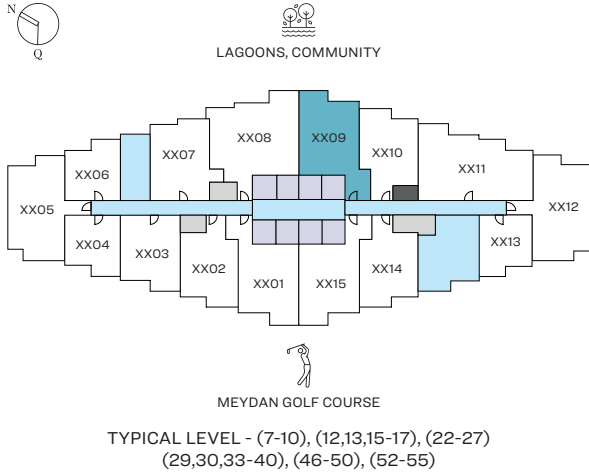 N
Q
LAGOONS, COMMUNITY
XX08
XX09
XX07
XX10
XX06
XX11
XX05
XX12
XX04
XX03
XX02
XX01
XX15
XX14
XX13
MEYDAN GOLF COURSE
TYPICAL LEVEL - (7-10), (12,13,15-17), (22-27)
(29,30,33-40), (46-50), (52-55)